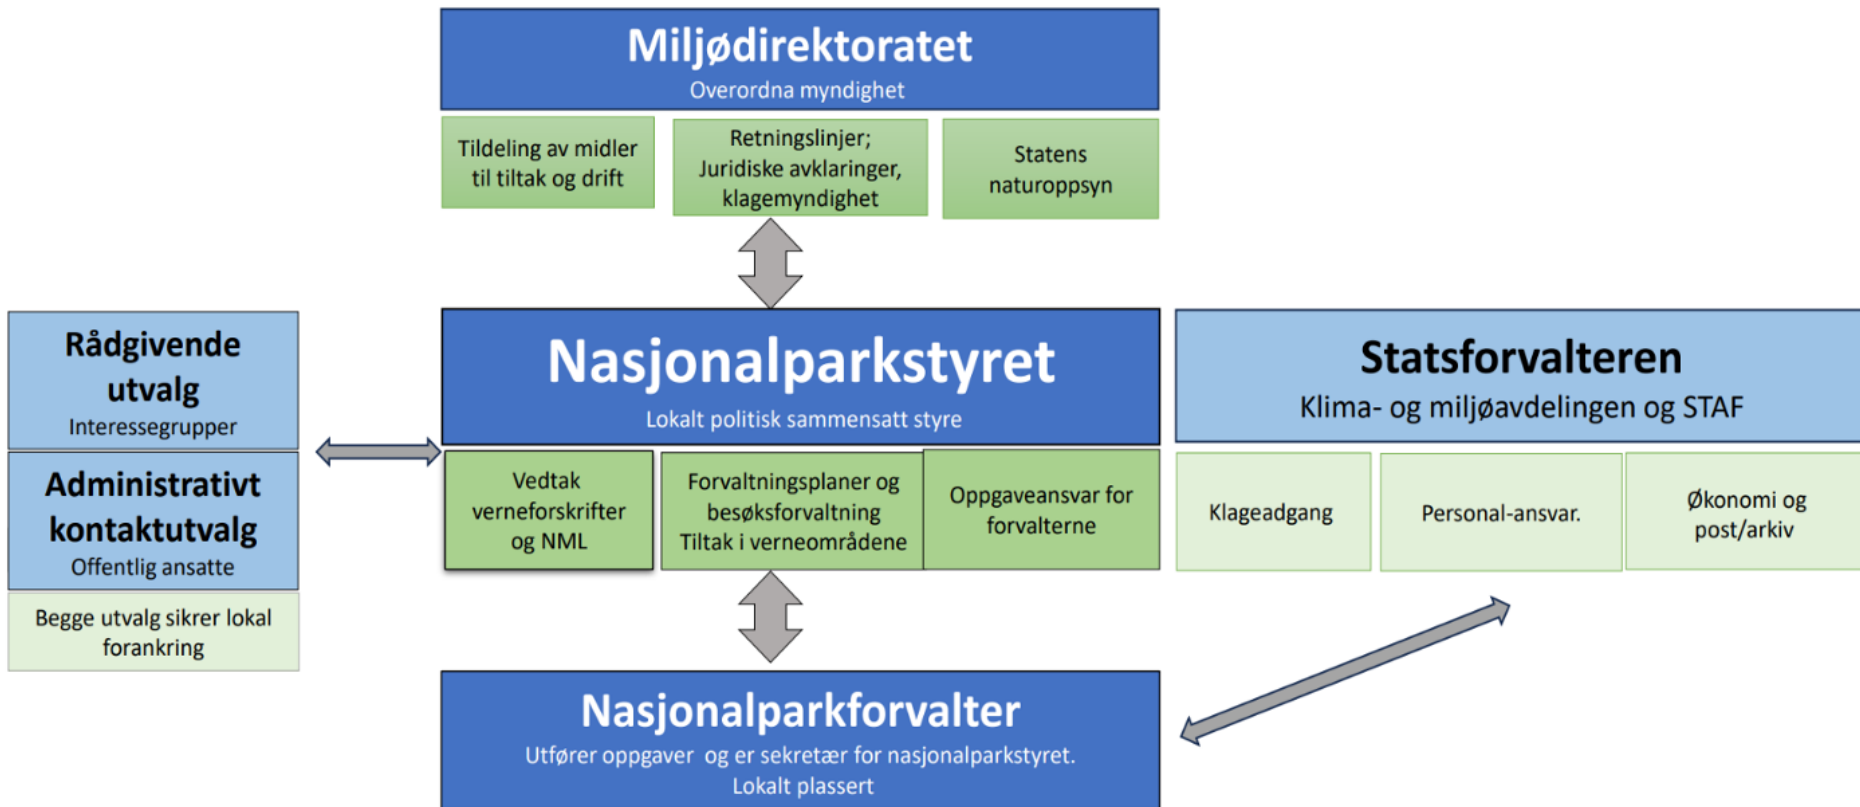 Miljødirektoratet
Overordna myndighet
Tildeling av midler
til tiltak og drift
Retningslinjer;
Juridiske avklaringer,
klagemyndighet
Statens
naturoppsyn
Rådgivende
utvalg
Interessegrupper
Administrativt
kontaktutvalg
Offentlig ansatte
Begge utvalg sikrer lokal
forankring
Nasjonalparkstyret
Lokalt politisk sammensatt styre
Vedtak
verneforskrifter
og NML
Forvaltningsplaner og
besøksforvaltning
Tiltak i verneområdene
Oppgaveansvar for
forvalterne
Statsforvalteren
Klima- og miljøavdelingen og STAF
Klageadgang
Personal-ansvar.
Økonomi og
post/arkiv
Nasjonalparkforvalter
Utfører oppgaver og er sekretær for nasjonalparkstyret.
Lokalt plassert